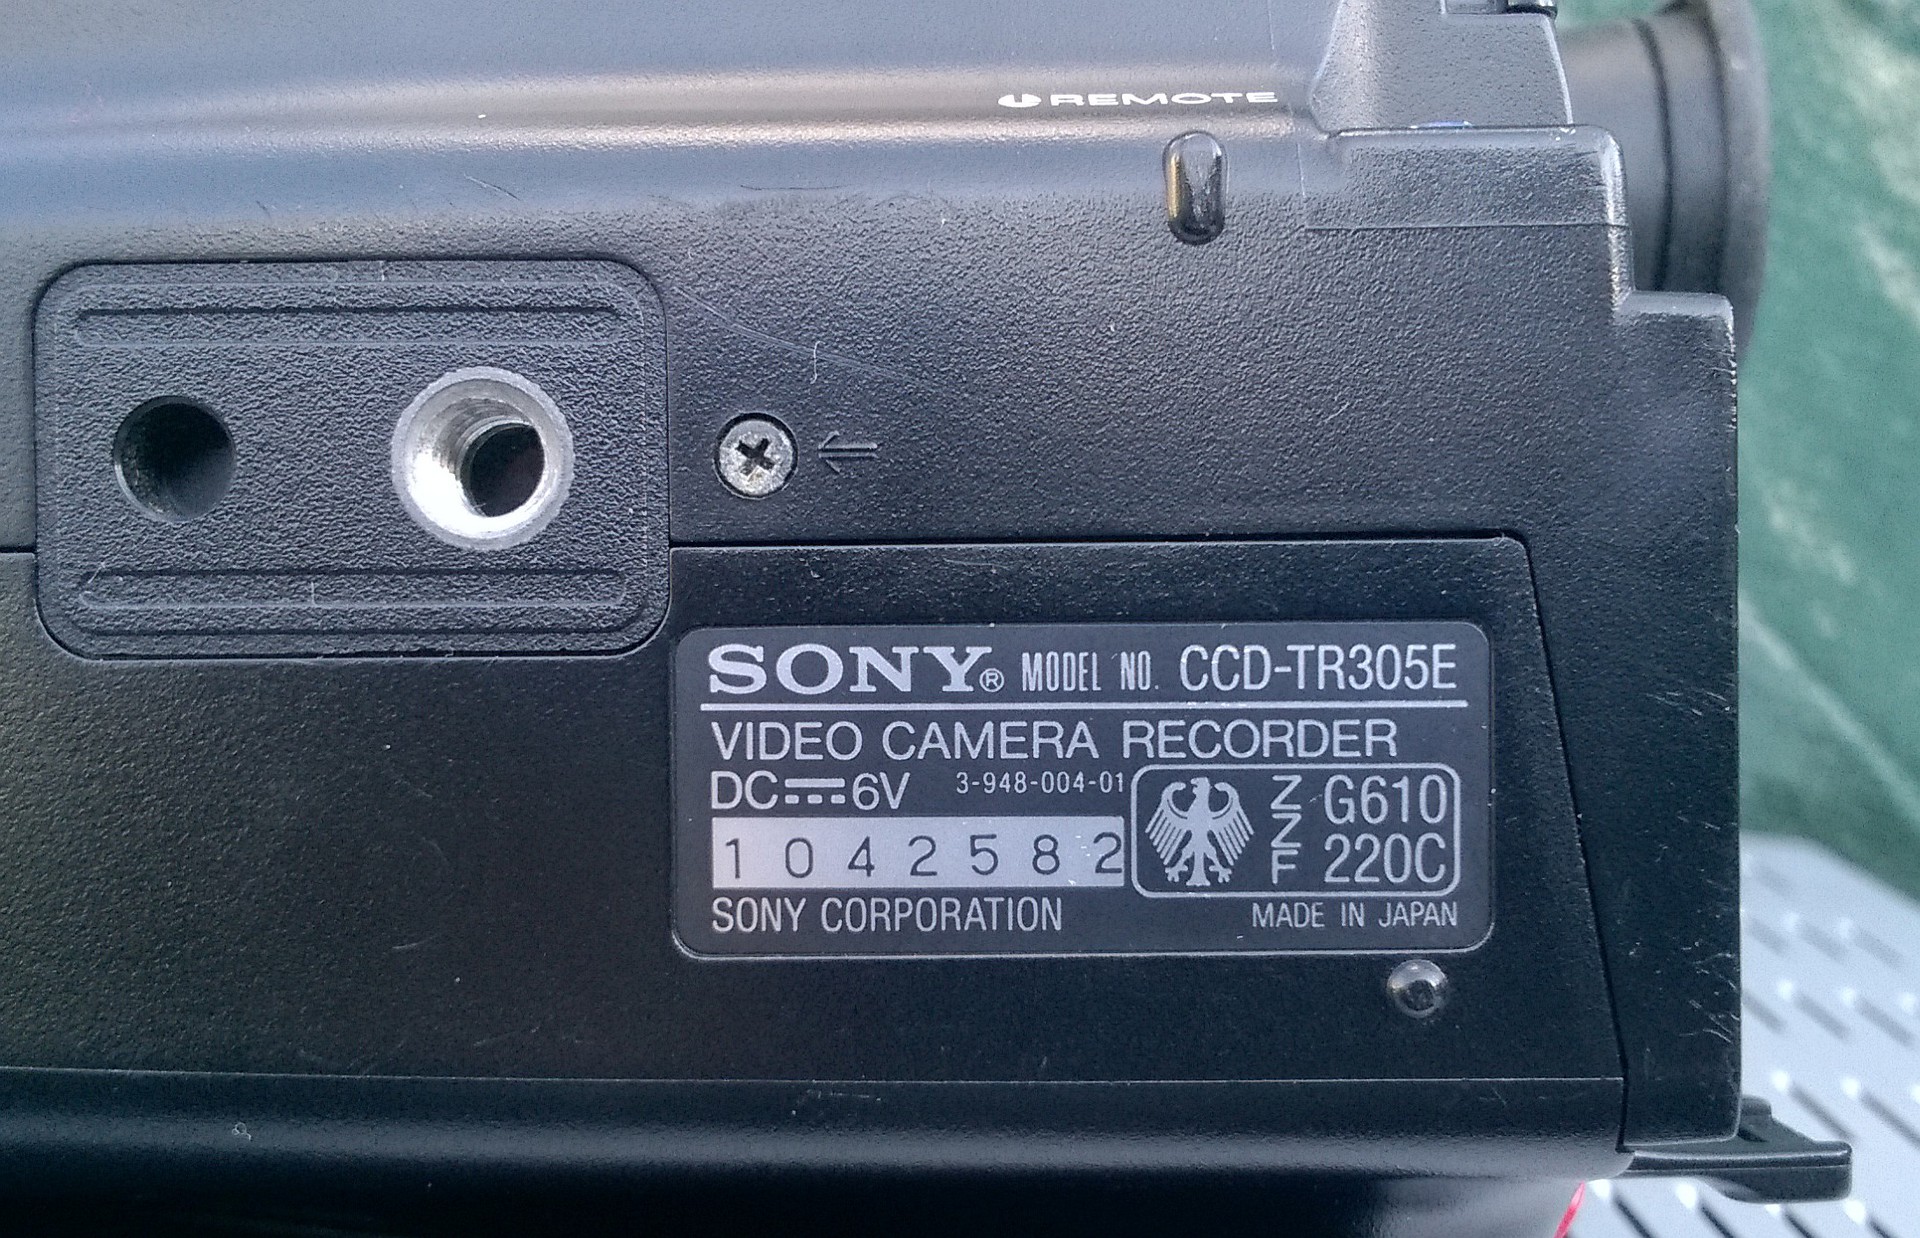 REMOTE
SONY® MODEL NO. CCD-TR305E
VIDEO CAMERA RECORDER
DC 6V 3-948-004-01
ZZF G610 220C
1042582
SONY CORPORATION MADE IN JAPAN